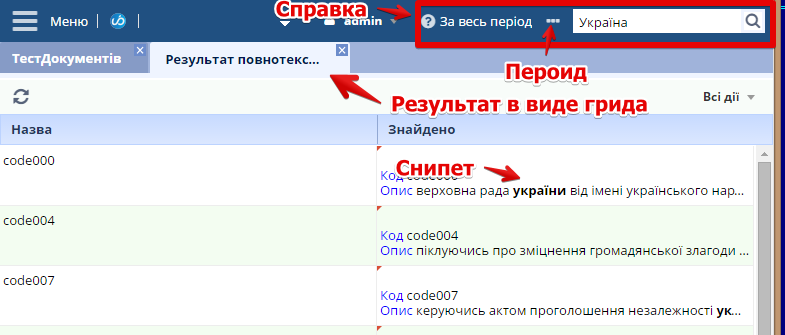 Справка
Меню admin За весь період Україна
ТестДокументів Результат повнотекс...
Пероид
Результат в виде грида
Всі дії
Назва Знайдено
code000
Снипет
Код
Опис верховна рада україни від імені українського нар...
code004
Код code004
Опис піклуючись про зміцнення громадянської злагоди ...
code007
Код code007
Опис керуючись актом проголошення незалежності ук...